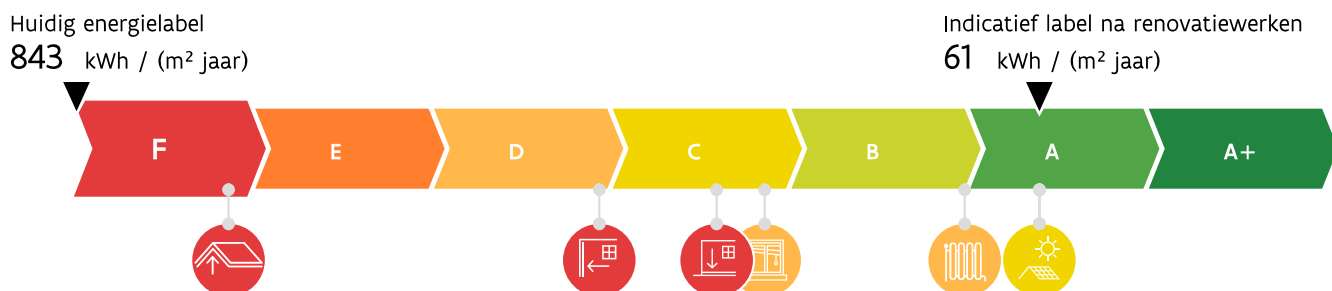 Huidig energielabel
843 kWh / (m² jaar)
Indicatief label na renovatiewerken
61 kWh / (m² jaar)
F E D C B A A+